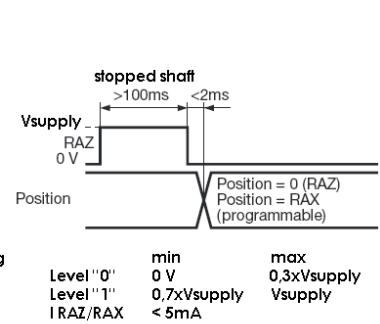 stopped shaft
>100ms <2ms
Vsupply
RAZ
0 V
Position
Position = 0 (RAZ)
Position = RAX
(programmable)
g min max
Level "0" 0 V 0,3xVsupply
Level "1" 0,7xVsupply Vsupply
I RAZ/RAX < 5mA